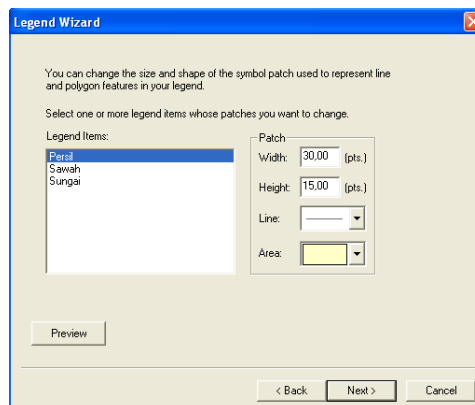 Legend Wizard
You can change the size and shape of the symbol patch used to represent line
and polygon features in your legend.
Select one or more legend items whose patches you want to change.
Legend Items:
Persil
Sawah
Sungai
Patch
Width: 30,00 (pts.)
Height: 15,00 (pts.)
Line:
Area:
Preview
< Back Next > Cancel